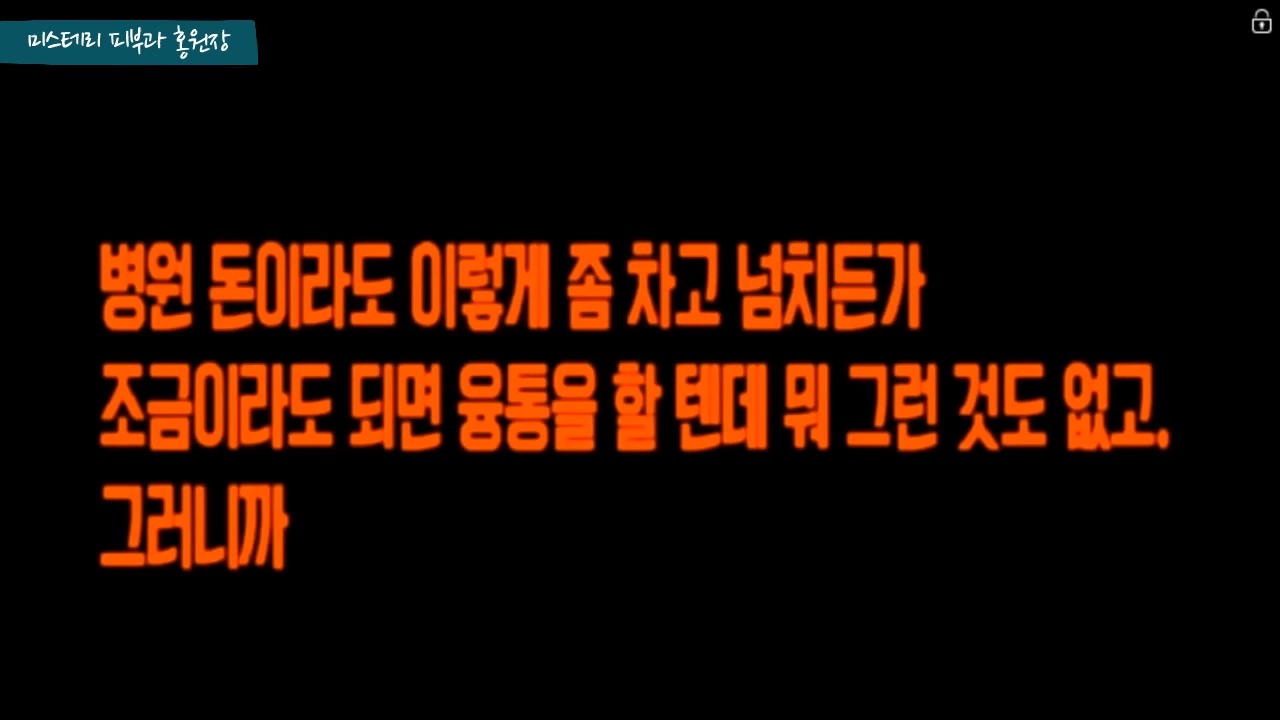 미스테리 피부과 홍원장
병원 돈이라도 이렇게 좀 차고 넘치든가
조금이라도 되면 융통을 할 텐데 뭐 그런 것도 없고.
그러니까